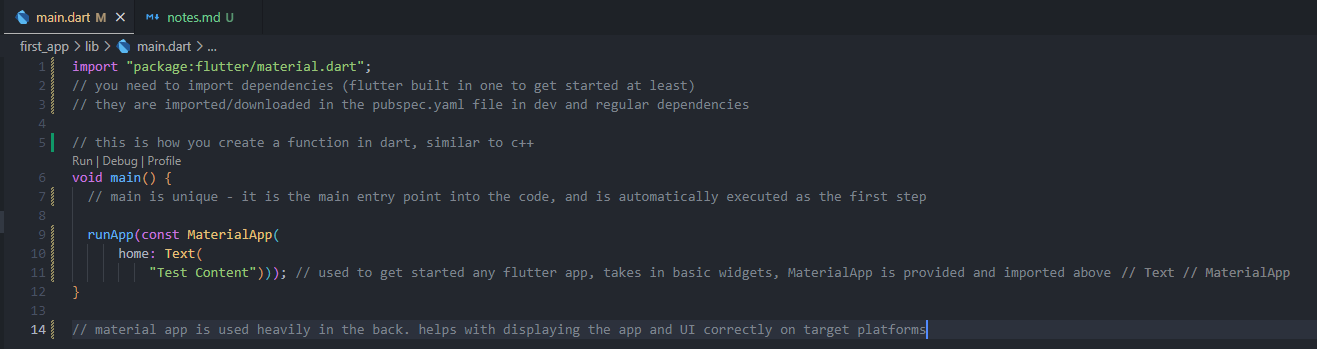 main.dart M × M↓ notes.md U
first_app > lib > main.dart > ...
1 import "package:flutter/material.dart";
2 // you need to import dependencies (flutter built in one to get started at least)
3 // they are imported/downloaded in the pubspec.yaml file in dev and regular dependencies
4
5 // this is how you create a function in dart, similar to c++
Run | Debug | Profile
6 void main() {
7 // main is unique - it is the main entry point into the code, and is automatically executed as the first step
8
9 runApp(const MaterialApp(
10 home: Text(
11 "Test Content"))); // used to get started any flutter app, takes in basic widgets, MaterialApp is provided and imported above // Text // MaterialApp
12 }
13
14 // material app is used heavily in the back. helps with displaying the app and UI correctly on target platforms